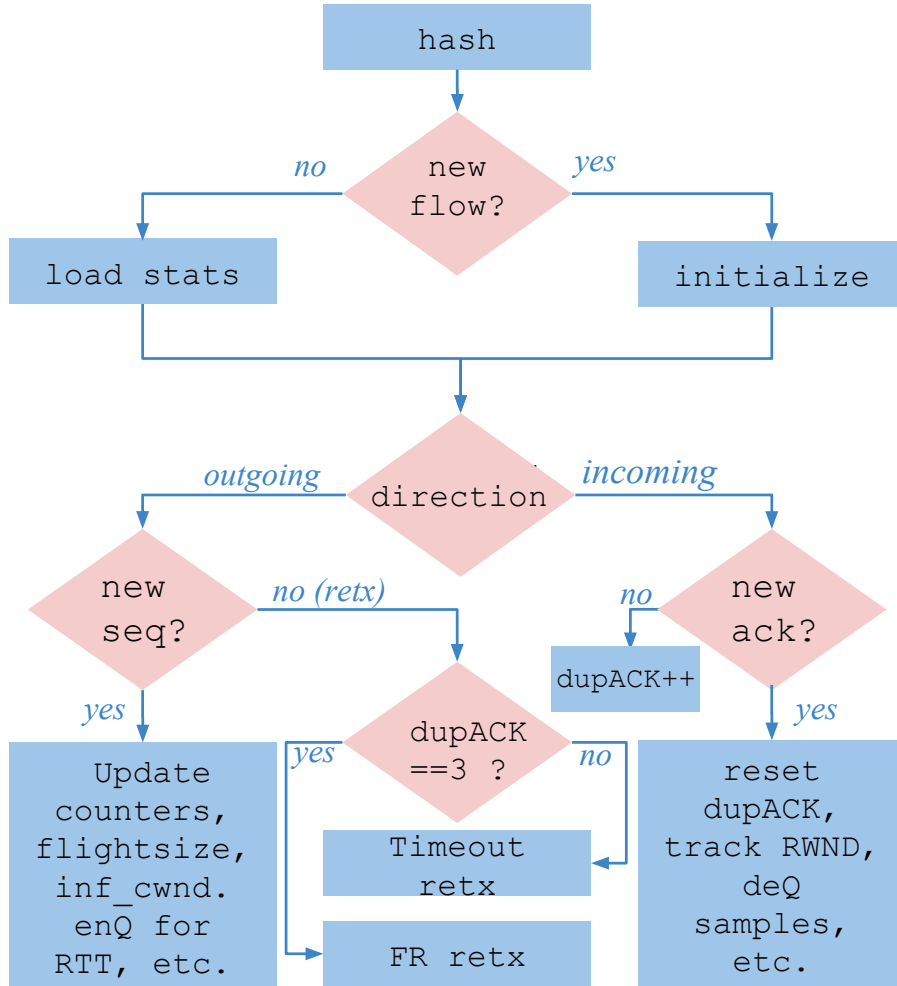 hash
new
flow?
no
yes
load stats
initialize
direction
outgoing
incoming
new
seq?
no (retx)
new
ack?
no
dupACK++
yes
yes
dupACK
==3 ?
yes
no
Update
counters,
flightsize,
inf_cwnd.
enQ for
RTT, etc.
Timeout
retx
FR retx
reset
dupACK,
track RWND,
deQ
samples,
etc.